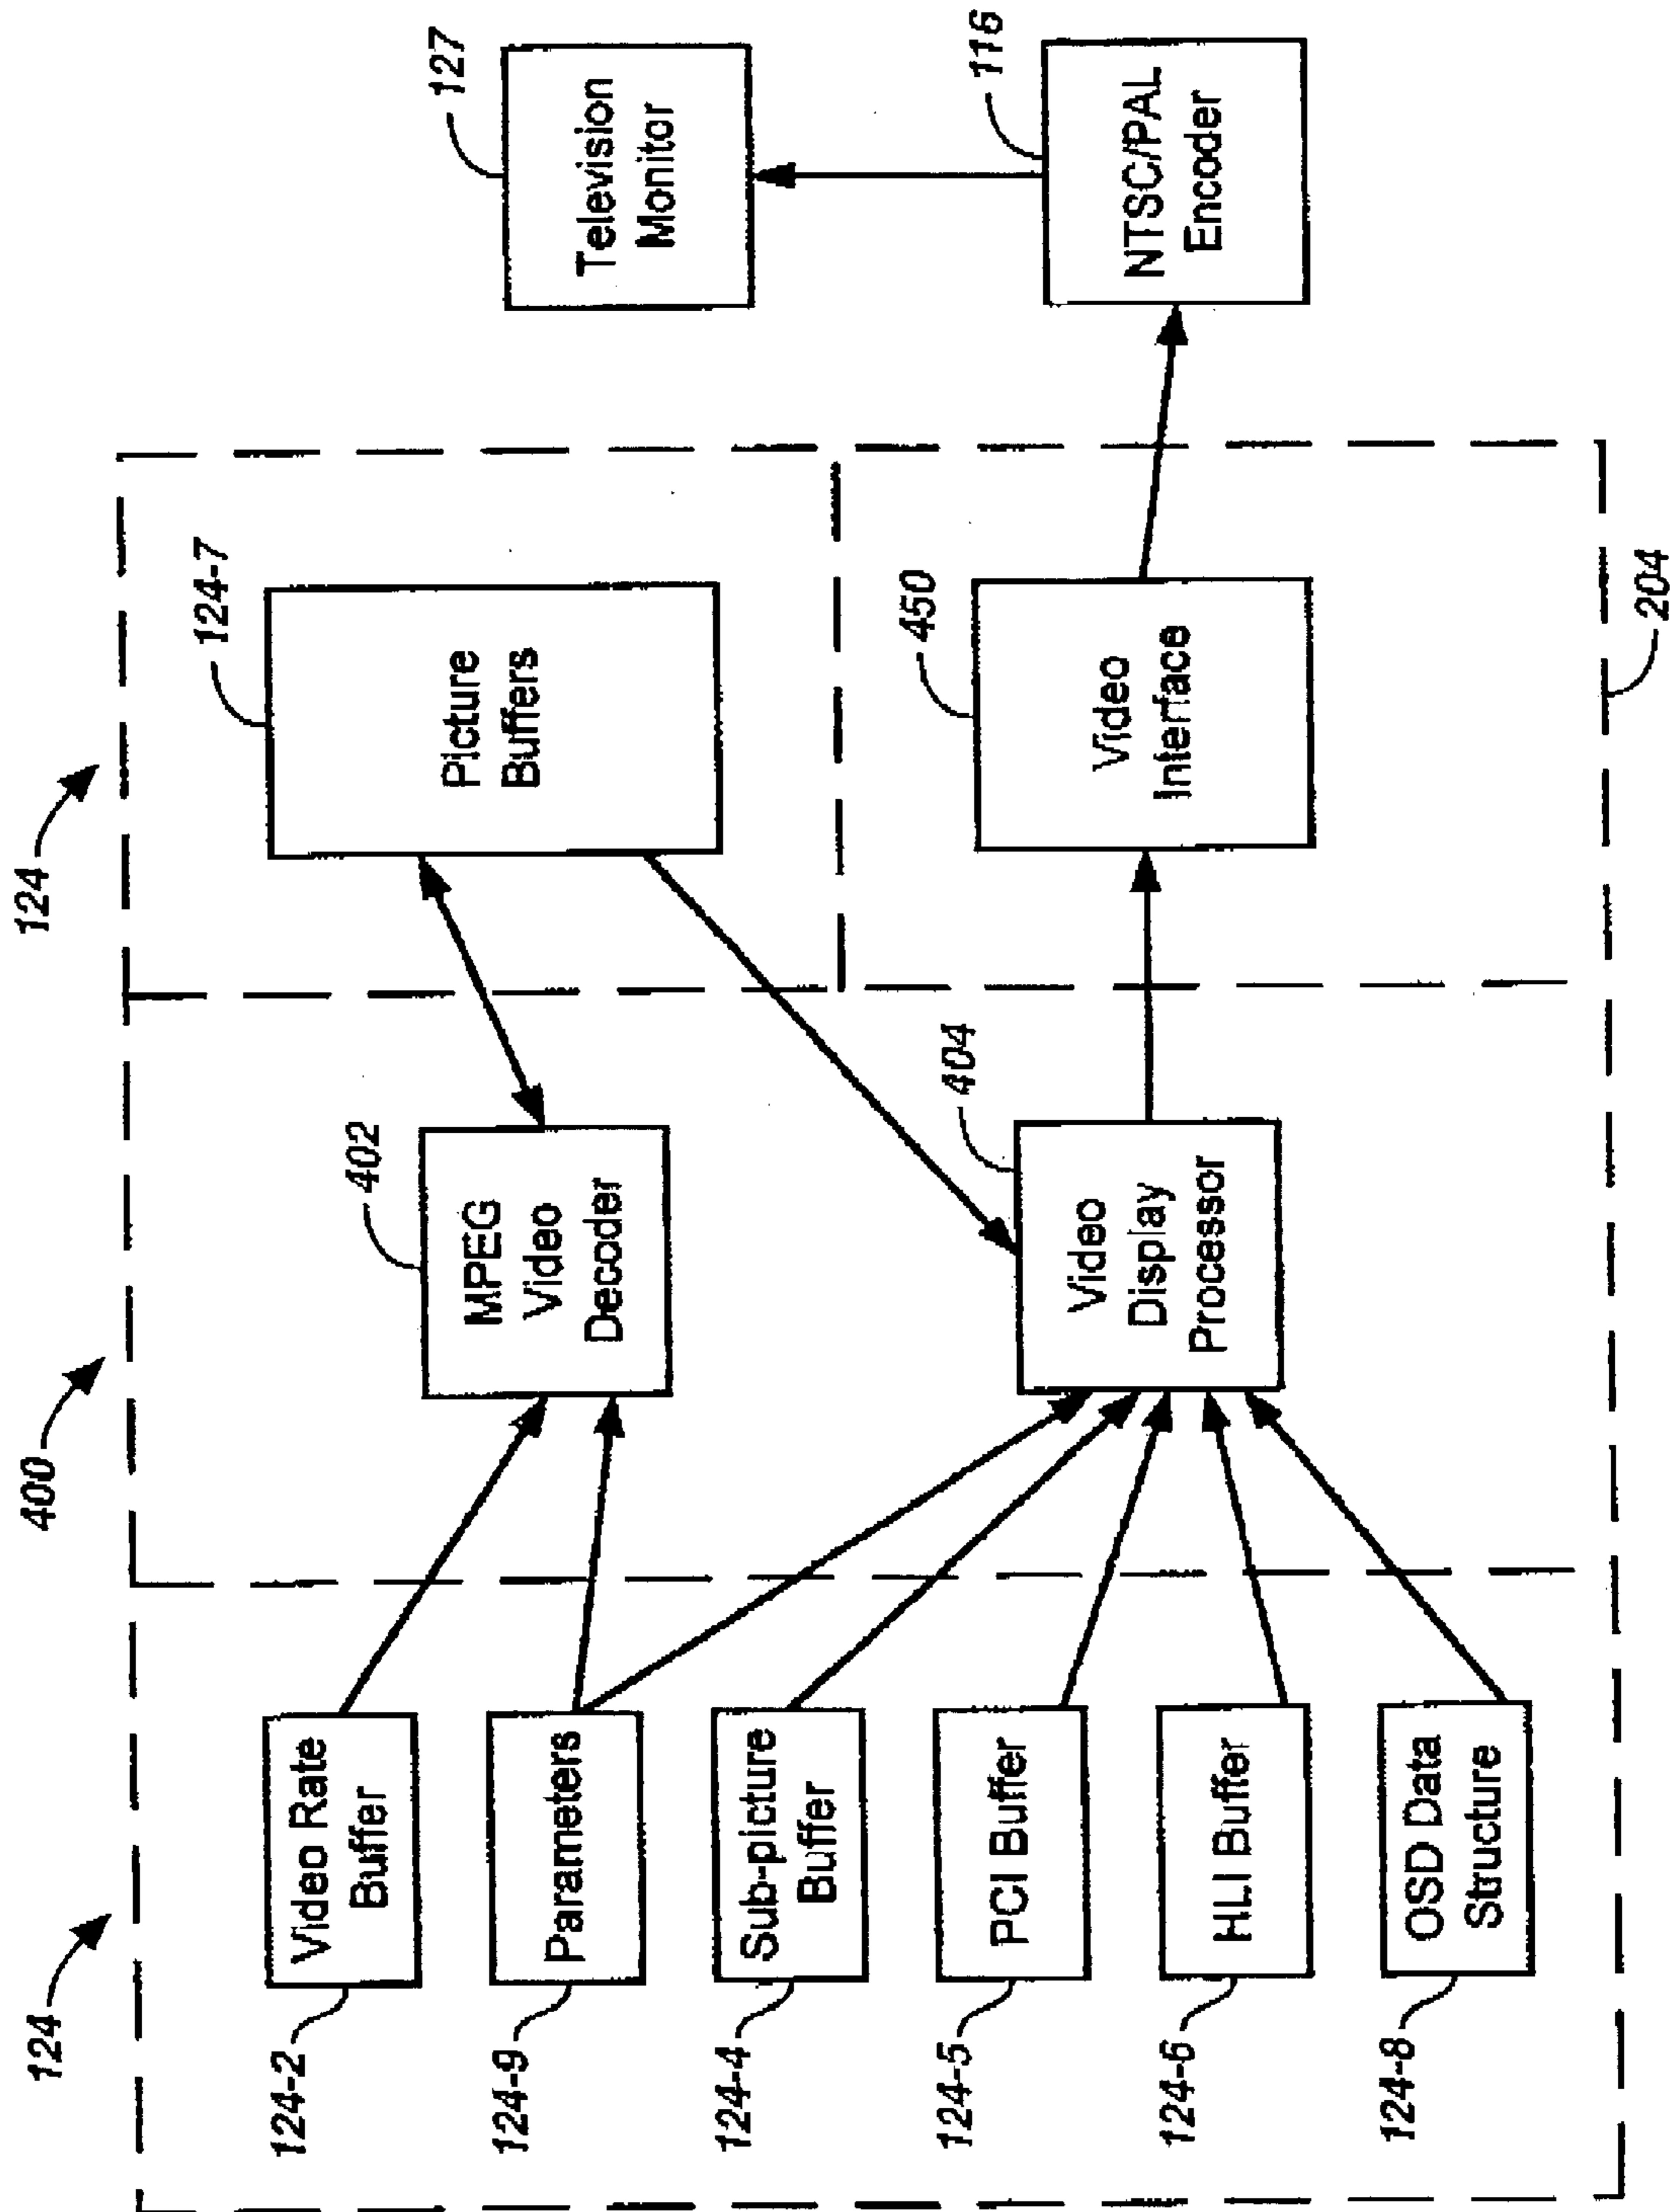 124
400
124
124-2
Video Rate
Buffer
124-9
Parameters
124-4
Sub-picture
Buffer
124-5
PCI Buffer
124-6
HLI Buffer
124-8
OSD Data
Structure
402
MPEG
Video
Decoder
404
Video
Display
Processor
124-7
Picture
Buffers
450
Video
Interface
204
127
Television
Monitor
116
NTSC/PAL
Encoder